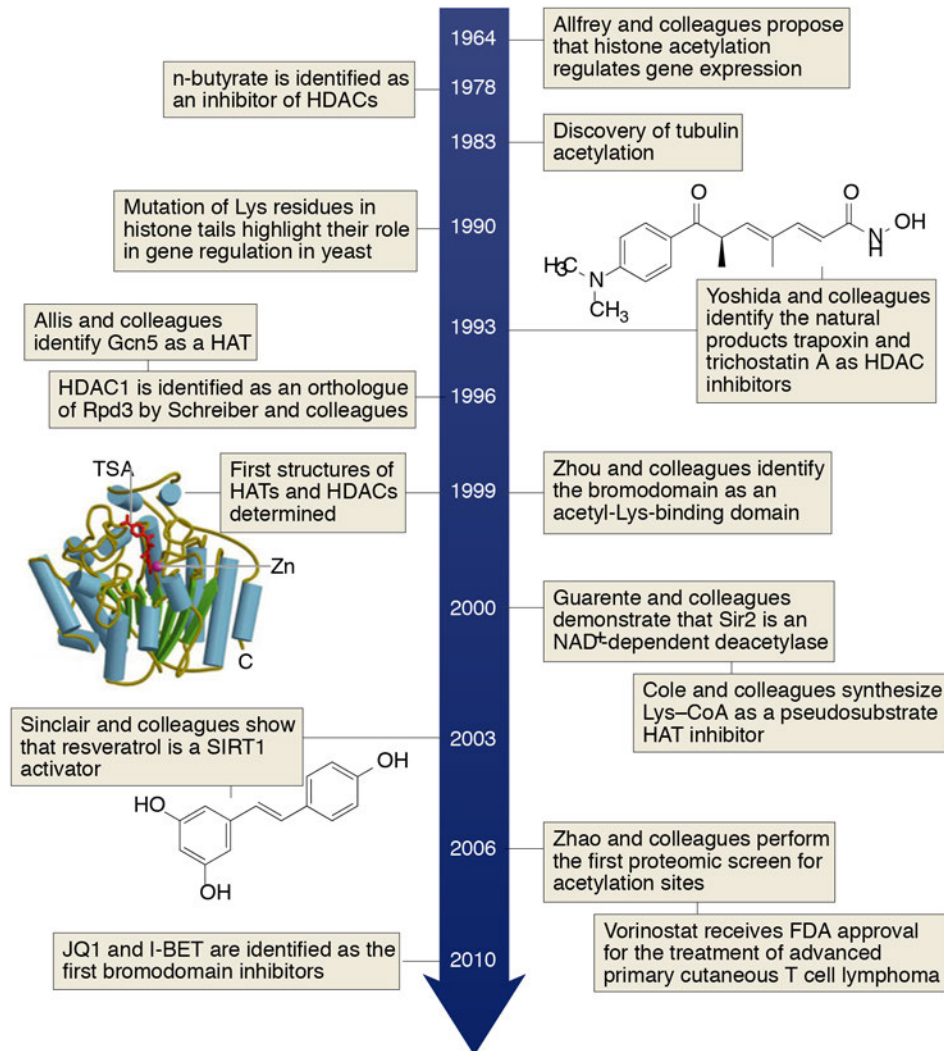 1964
Allfrey and colleagues propose
that histone acetylation
regulates gene expression
n-butyrate is identified as
an inhibitor of HDACs
1978
1983
Discovery of tubulin
acetylation
Mutation of Lys residues in
histone tails highlight their role
in gene regulation in yeast
1990
O
O
OH
N
H
H3C
N
CH3
Yoshida and colleagues
identify the natural
products trapoxin and
trichostatin A as HDAC
inhibitors
1993
Allis and colleagues
identify Gcn5 as a HAT
HDAC1 is identified as an orthologue
of Rpd3 by Schreiber and colleagues
1996
TSA
Zn
C
First structures of
HATs and HDACs
determined
1999
Zhou and colleagues identify
the bromodomain as an
acetyl-Lys-binding domain
2000
Guarente and colleagues
demonstrate that Sir2 is an
NAD+-dependent deacetylase
Cole and colleagues synthesize
Lys–CoA as a pseudosubstrate
HAT inhibitor
Sinclair and colleagues show
that resveratrol is a SIRT1
activator
2003
OH
HO
OH
2006
Zhao and colleagues perform
the first proteomic screen for
acetylation sites
Vorinostat receives FDA approval
for the treatment of advanced
primary cutaneous T cell lymphoma
JQ1 and I-BET are identified as the
first bromodomain inhibitors
2010